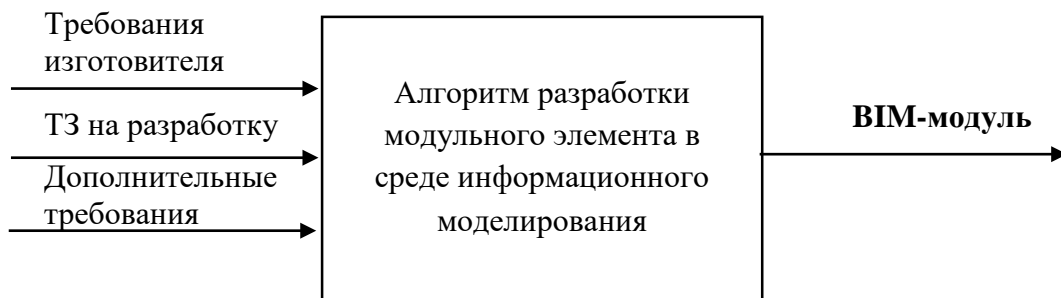 Требования
изготовителя
ТЗ на разработку
Дополнительные
требования
Алгоритм разработки
модульного элемента в
среде информационного
моделирования
BIM-модуль